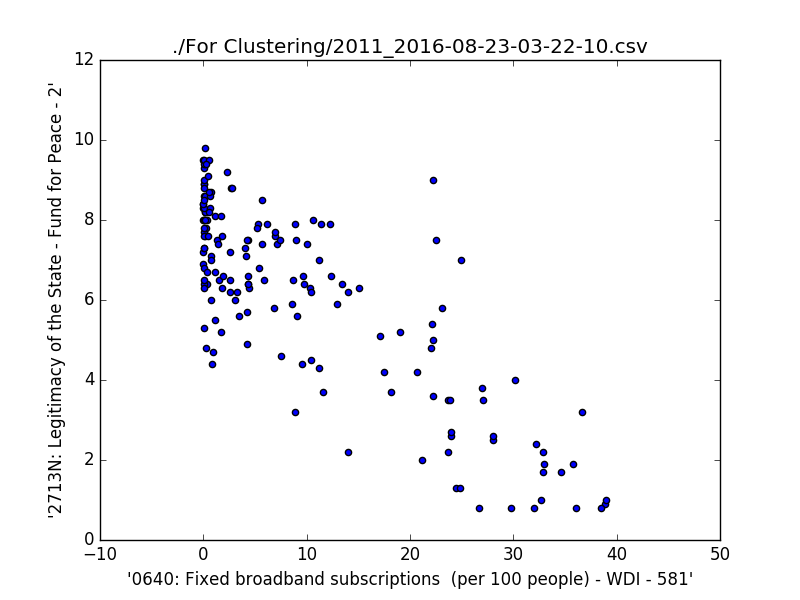 ./For Clustering/2011_2016-08-23-03-22-10.csv
12
10
8
6
4
2
0
'2713N: Legitimacy of the State - Fund for Peace - 2'
−10 0 10 20 30 40 50
'0640: Fixed broadband subscriptions  (per 100 people) - WDI - 581'